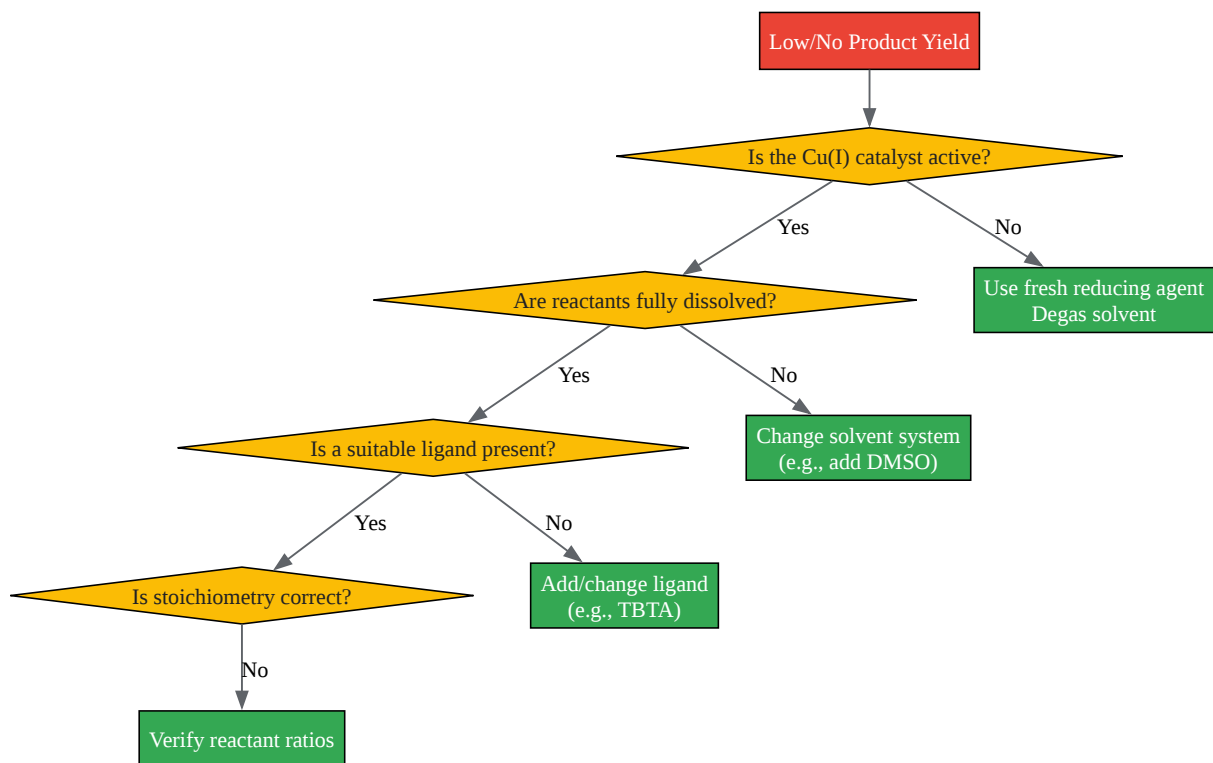 Low/No Product Yield
Is the Cu(I) catalyst active?
Yes
No
Use fresh reducing agent
Degas solvent
Are reactants fully dissolved?
Yes
No
Change solvent system
(e.g., add DMSO)
Is a suitable ligand present?
Yes
No
Add/change ligand
(e.g., TBTA)
Is stoichiometry correct?
No
Verify reactant ratios